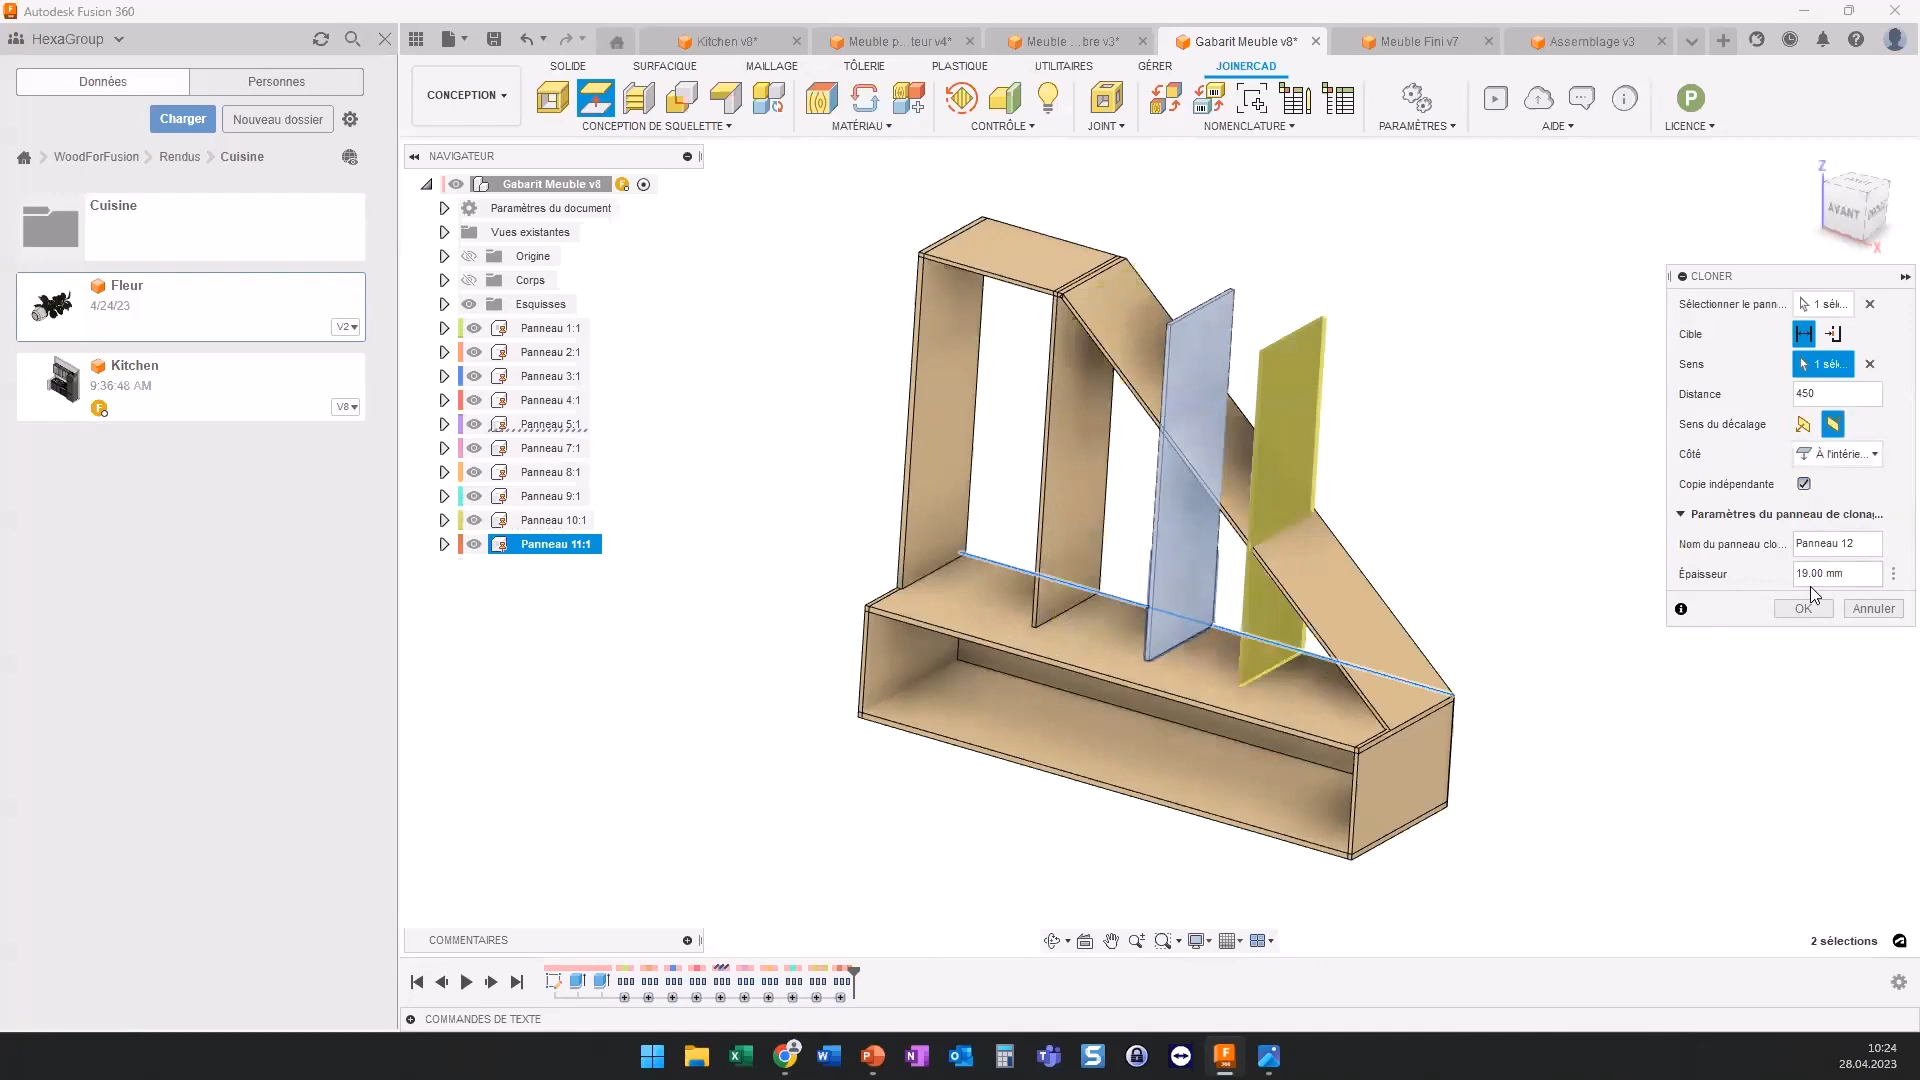 Autodesk Fusion 360
HexaGroup
Données
Personnes
Charger
Nouveau dossier
WoodForFusion
Rendus
Cuisine
Cuisine
Fleur
4/24/23
V2
Kitchen
9:36:48 AM
V8
Kitchen v8*
Meuble p...teur v4*
Meuble ...bre v3*
Gabarit Meuble v8*
Meuble Fini v7
Assemblage v3
CONCEPTION
SOLIDE
SURFACIQUE
MAILLAGE
TÔLERIE
PLASTIQUE
UTILITAIRES
GÉRER
JOINERCAD
CONCEPTION DE SQUELETTE
MATÉRIAU
CONTRÔLE
JOINT
NOMENCLATURE
PARAMÈTRES
AIDE
LICENCE
NAVIGATEUR
Gabarit Meuble v8
Paramètres du document
Vues existantes
Origine
Corps
Esquisses
Panneau 1:1
Panneau 2:1
Panneau 3:1
Panneau 4:1
Panneau 5:1
Panneau 7:1
Panneau 8:1
Panneau 9:1
Panneau 10:1
Panneau 11:1
Z
AVANT
X
CLONER
Sélectionner le pann...
1 sél...
Cible
Sens
1 sél...
Distance
450
Sens du décalage
Côté
À l'intérie...
Copie indépendante
Paramètres du panneau de clonag...
Nom du panneau clo...
Panneau 12
Épaisseur
19.00 mm
OK
Annuler
COMMENTAIRES
2 sélections
COMMANDES DE TEXTE
10:24
28.04.2023